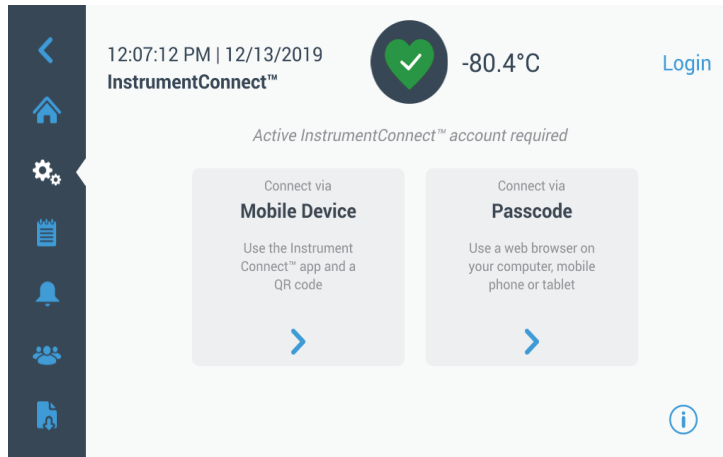 12:07:12 PM | 12/13/2019
InstrumentConnect™
-80.4°C
Login
Active InstrumentConnect™ account required
Connect via
Mobile Device
Use the Instrument
Connect™ app and a
QR code
Connect via
Passcode
Use a web browser on
your computer, mobile
phone or tablet